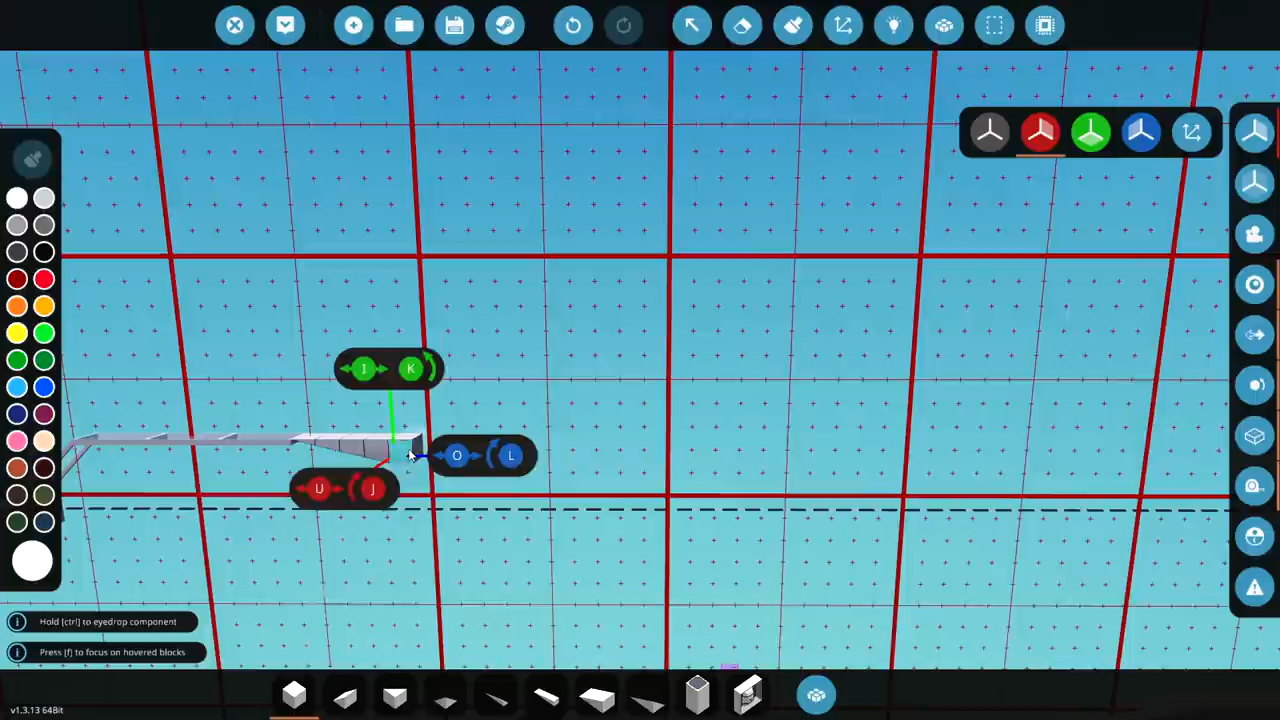 I K
O L
U J
Hold [ctrl] to eyedrop component
Press [f] to focus on hovered blocks
v1.3.13 64Bit